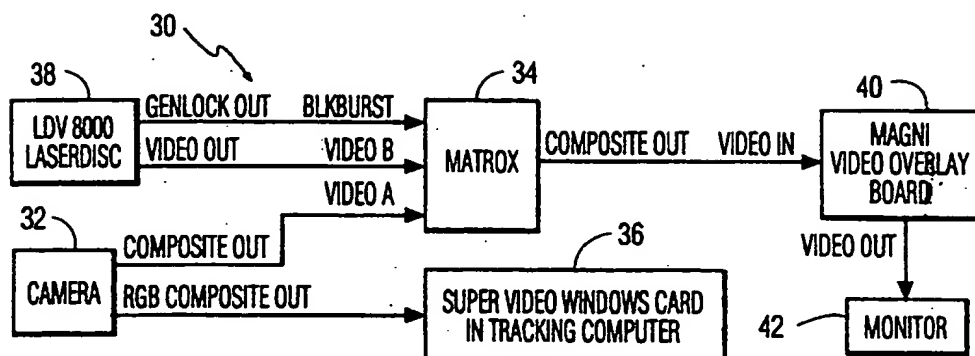 30
38
LDV 8000
LASERDISC
GENLOCK OUT
BLKBURST
VIDEO OUT
VIDEO B
VIDEO A
34
MATROX
COMPOSITE OUT
VIDEO IN
40
MAGNI
VIDEO OVERLAY
BOARD
32
CAMERA
COMPOSITE OUT
RGB COMPOSITE OUT
36
SUPER VIDEO WINDOWS CARD
IN TRACKING COMPUTER
VIDEO OUT
42
MONITOR